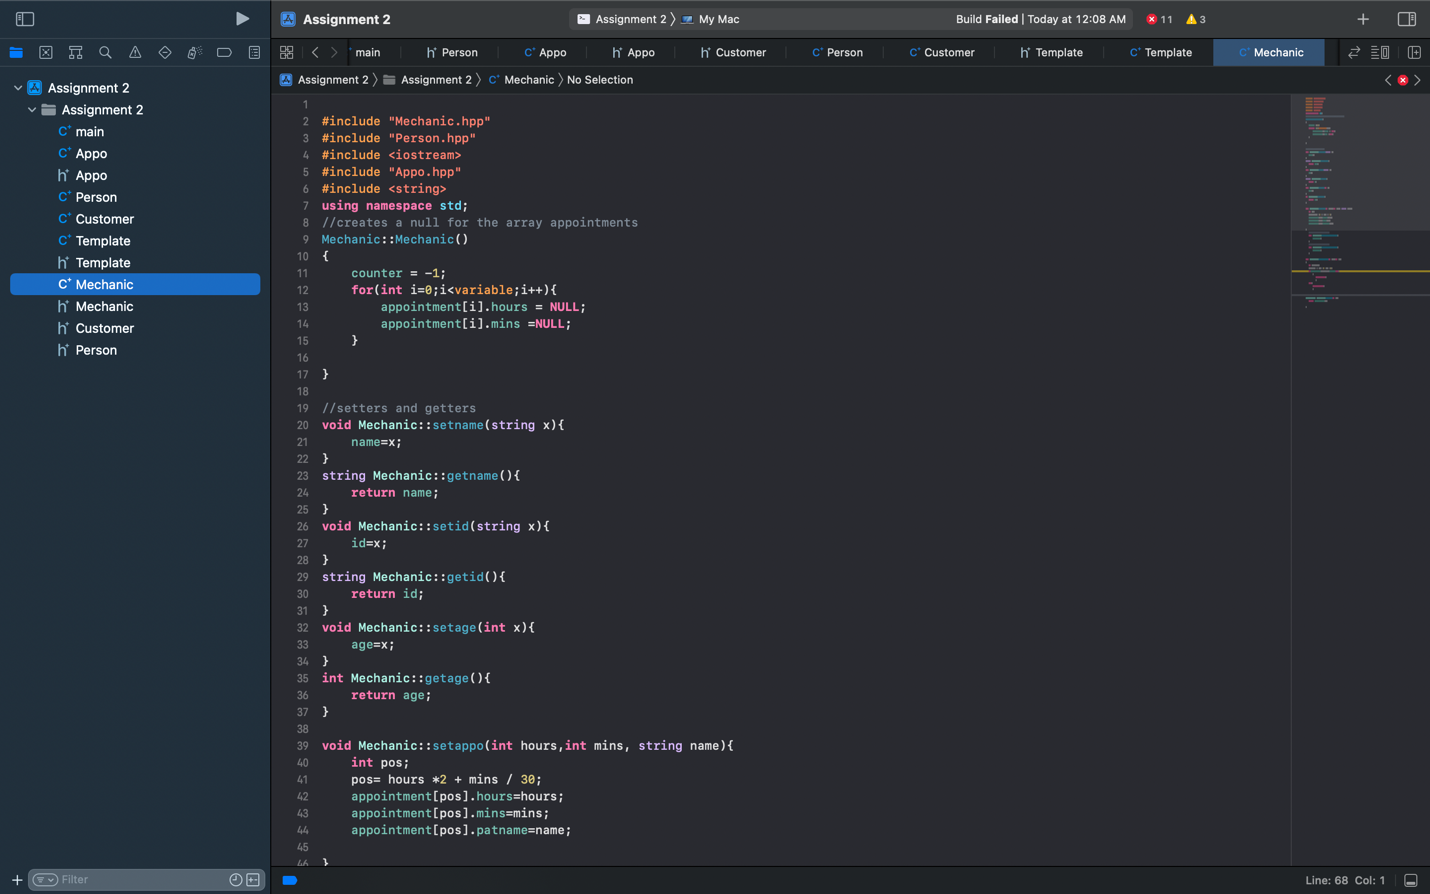 Assignment 2
Assignment 2 〉 My Mac
Build Failed | Today at 12:08 AM
11
3
main
Person
Appo
Appo
Customer
Person
Customer
Template
Template
Mechanic
Assignment 2 〉 Assignment 2 〉 Mechanic 〉 No Selection
Assignment 2
Assignment 2
main
Appo
Appo
Person
Customer
Template
Template
Mechanic
Mechanic
Customer
Person
1
2 #include "Mechanic.hpp"
3 #include "Person.hpp"
4 #include <iostream>
5 #include "Appo.hpp"
6 #include <string>
7 using namespace std;
8 //creates a null for the array appointments
9 Mechanic::Mechanic()
10 {
11 counter = -1;
12 for(int i=0;i<variable;i++){
13 appointment[i].hours = NULL;
14 appointment[i].mins =NULL;
15 }
16
17 }
18
19 //setters and getters
20 void Mechanic::setname(string x){
21 name=x;
22 }
23 string Mechanic::getname(){
24 return name;
25 }
26 void Mechanic::setid(string x){
27 id=x;
28 }
29 string Mechanic::getid(){
30 return id;
31 }
32 void Mechanic::setage(int x){
33 age=x;
34 }
35 int Mechanic::getage(){
36 return age;
37 }
38
39 void Mechanic::setappo(int hours,int mins, string name){
40 int pos;
41 pos= hours *2 + mins / 30;
42 appointment[pos].hours=hours;
43 appointment[pos].mins=mins;
44 appointment[pos].patname=name;
45
46 }
Filter
Line: 68 Col: 1